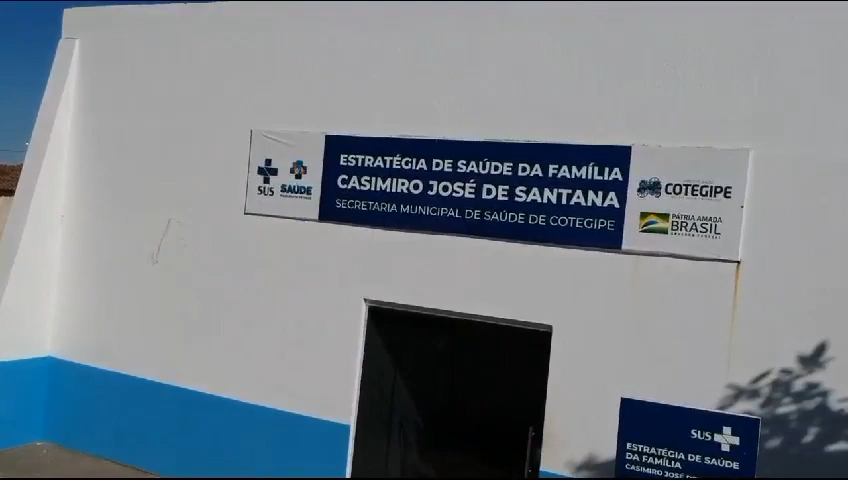 SUS
SAÚDE
ESTRATÉGIA DE SAÚDE DA FAMÍLIA
CASIMIRO JOSÉ DE SANTANA
SECRETARIA MUNICIPAL DE SAÚDE DE COTEGIPE
COTEGIPE
PÁTRIA AMADA
BRASIL
SUS
ESTRATÉGIA DE SAÚDE
DA FAMÍLIA
CASIMIRO JOSÉ